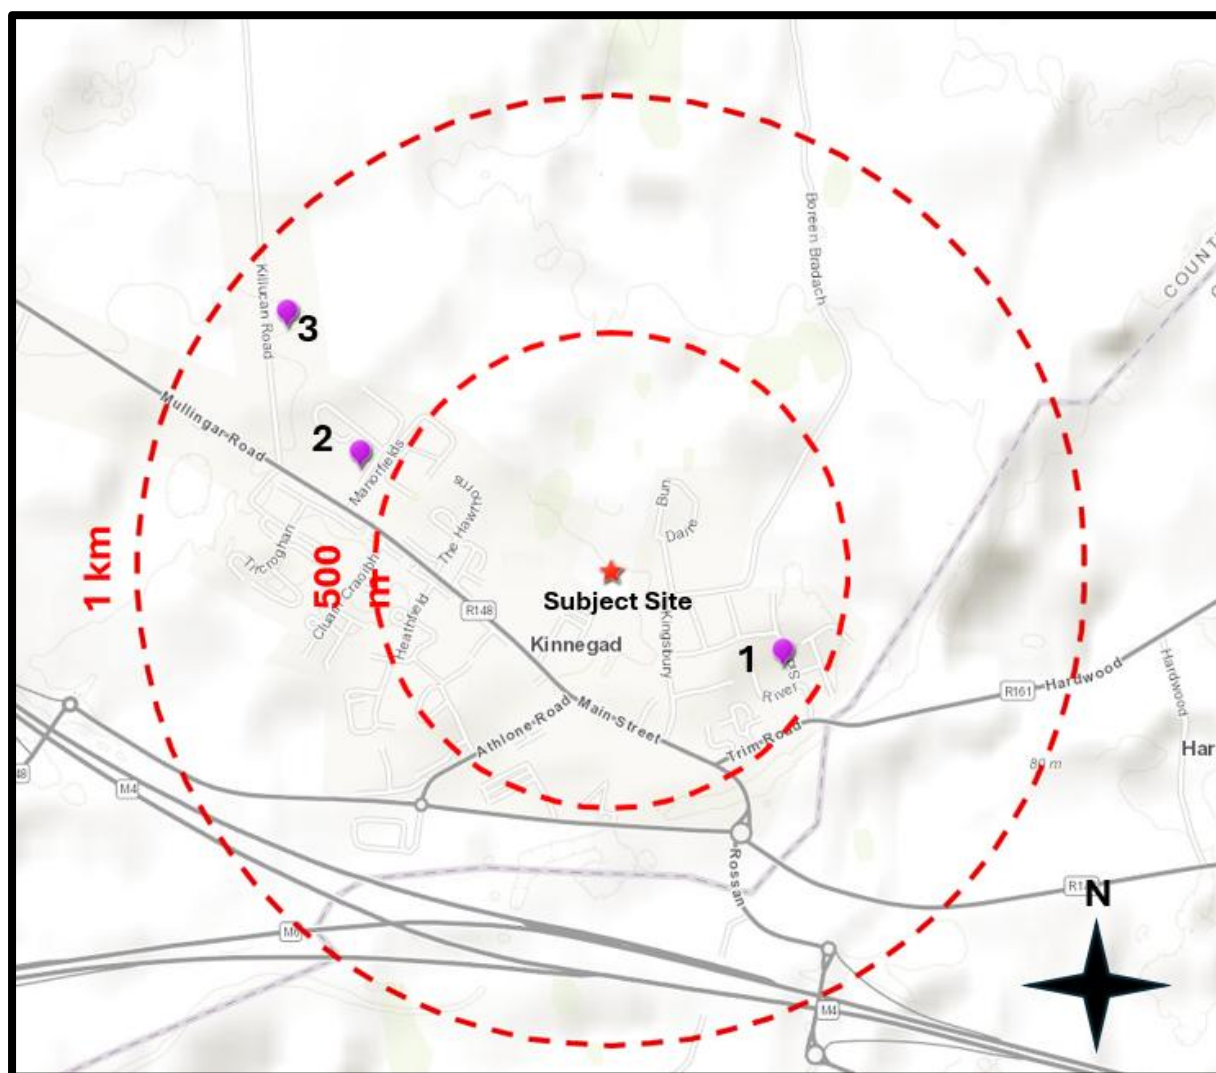 COUNT
Boreen Bradach
Killucan Road
3
Mullingar Road
2
Manorfields
The Hawthorns
Bun
Daire
1 km
500
m
Tircroghan
Cluain Craoibh
Heathfield
R148
Subject Site
Kinnegad
Kingsbury
1
River
R161
Hardwood
Hardwood
Athlone Road
Main Street
Trim Road
Har
80 m
48
M4
Rossan
N
M6
M4